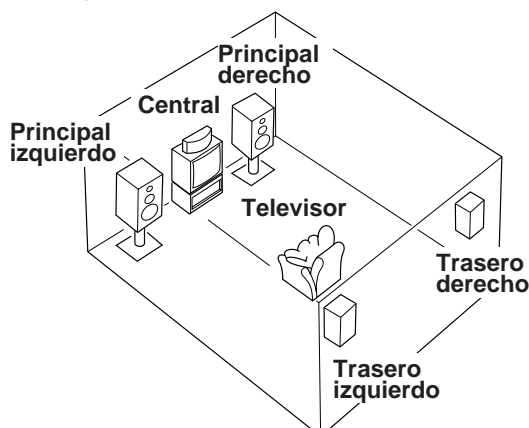 Principal
derecho
Central
Principal
izquierdo
Televisor
Trasero
derecho
Trasero
izquierdo